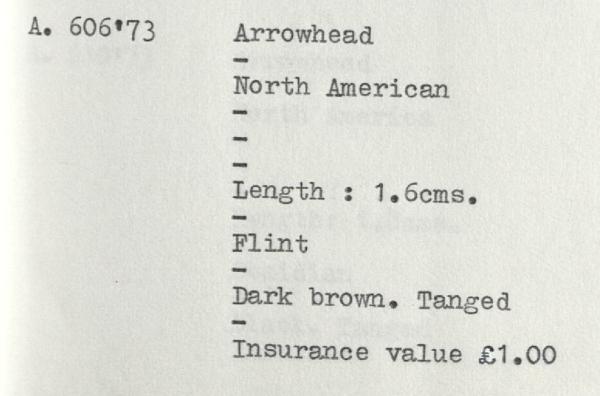 A. 606'73 Arrowhead
-
North American
-
-
-
Length : 1.6cms.
-
Flint
-
Dark brown. Tanged
-
Insurance value £1.00